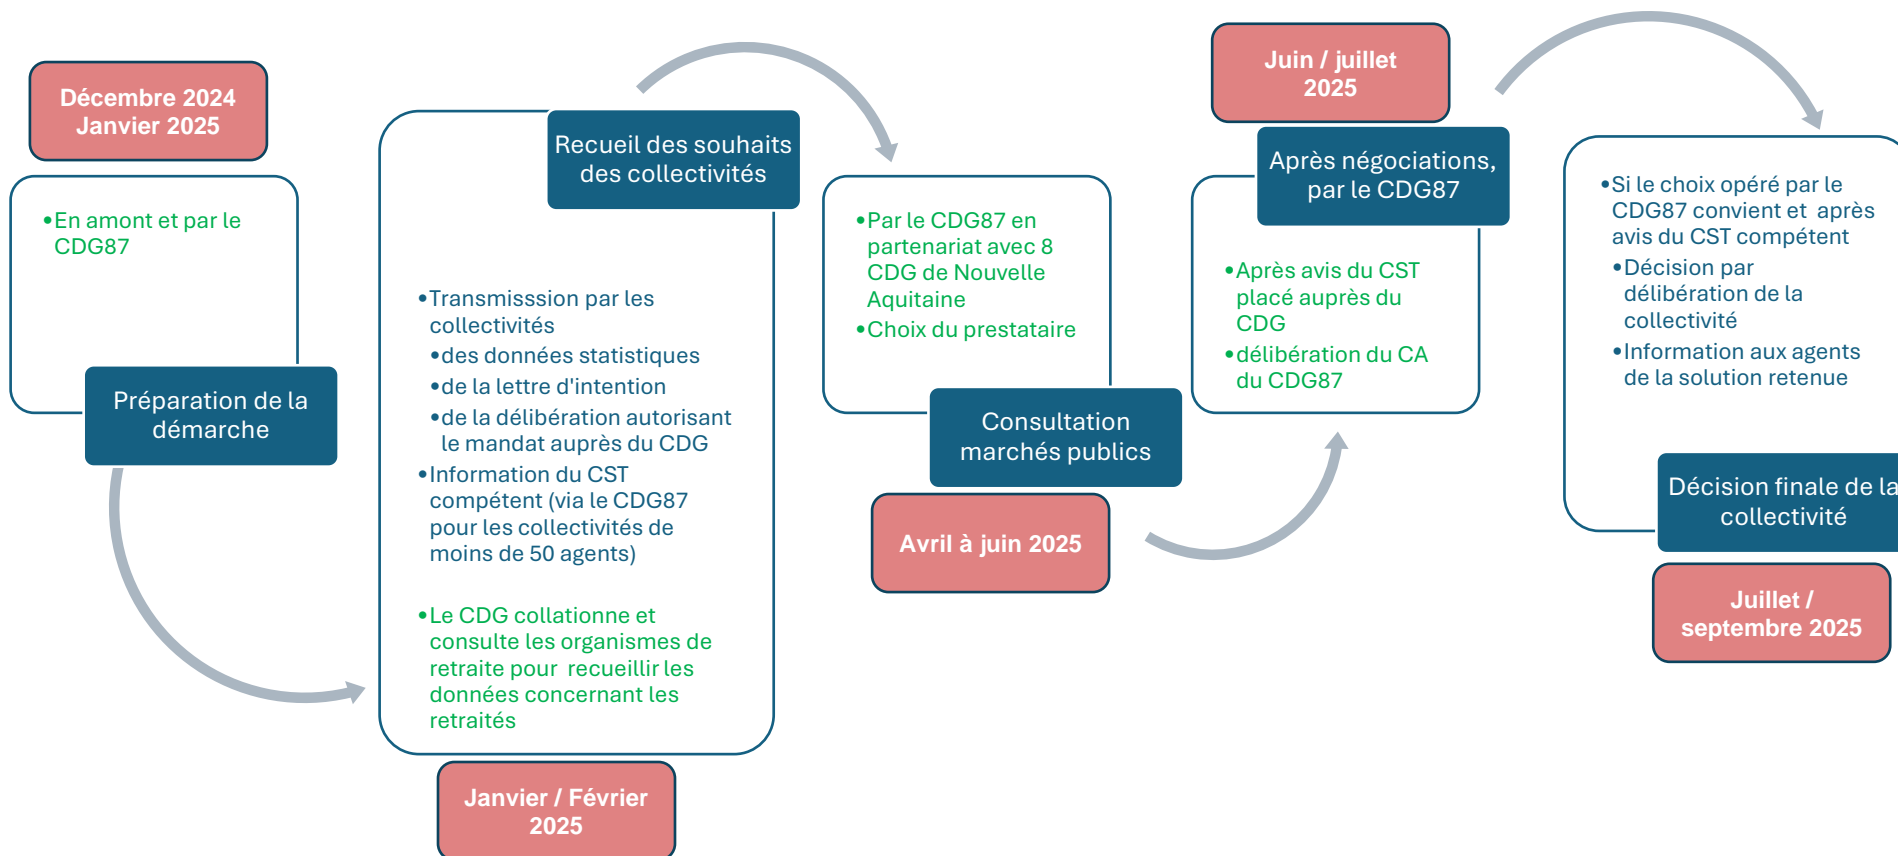 Décembre 2024
Janvier 2025
•En amont et par le
CDG87
Préparation de la
démarche
Recueil des souhaits
des collectivités
•Transmisssion par les
collectivités
•des données statistiques
•de la lettre d'intention
•de la délibération autorisant
le mandat auprès du CDG
•Information du CST
compétent (via le CDG87
pour les collectivités de
moins de 50 agents)
•Le CDG collationne et
consulte les organismes de
retraite pour recueillir les
données concernant les
retraités
Janvier / Février
2025
•Par le CDG87 en
partenariat avec 8
CDG de Nouvelle
Aquitaine
•Choix du prestataire
Consultation
marchés publics
Avril à juin 2025
Juin / juillet
2025
Après négociations,
par le CDG87
•Après avis du CST
placé auprès du
CDG
•délibération du CA
du CDG87
•Si le choix opéré par le
CDG87 convient et après
avis du CST compétent
•Décision par
délibération de la
collectivité
•Information aux agents
de la solution retenue
Décision finale de la
collectivité
Juillet /
septembre 2025